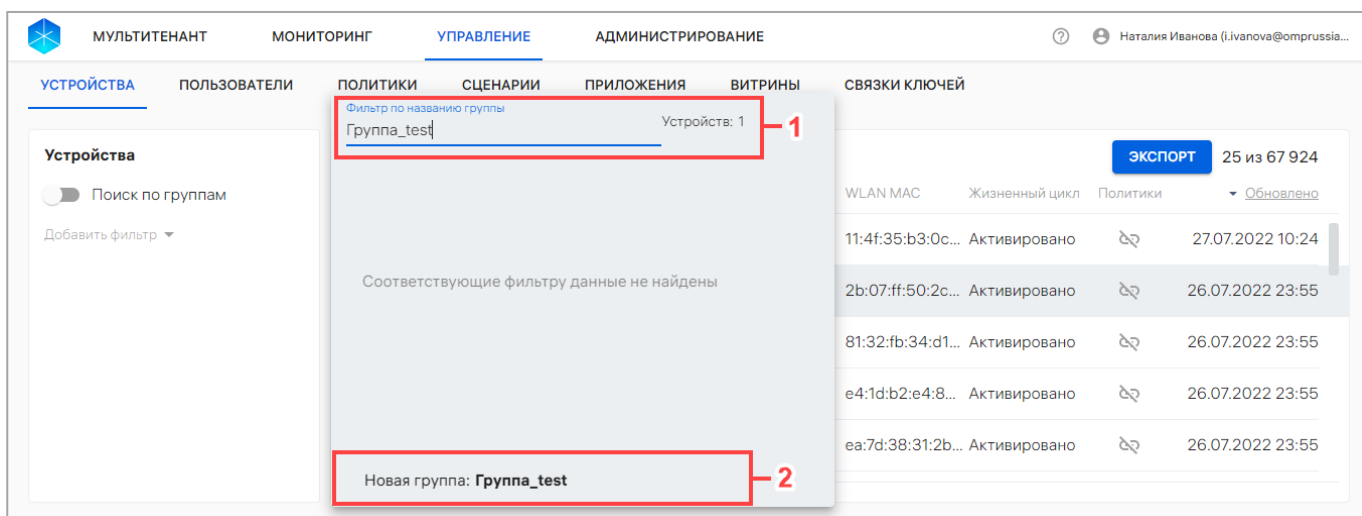 МУЛЬТИТЕНАНТ МОНИТОРИНГ УПРАВЛЕНИЕ АДМИНИСТРИРОВАНИЕ ? Наталия Иванова (i.ivanova@omprussia...
УСТРОЙСТВА ПОЛЬЗОВАТЕЛИ ПОЛИТИКИ СЦЕНАРИИ ПРИЛОЖЕНИЯ ВИТРИНЫ СВЯЗКИ КЛЮЧЕЙ
Фильтр по названию группы
Группа_test Устройств: 1 1
Устройства ЭКСПОРТ 25 из 67 924
Поиск по группам WLAN MAC Жизненный цикл Политики Обновлено
Добавить фильтр 11:4f:35:b3:0c... Активировано 27.07.2022 10:24
Соответствующие фильтру данные не найдены 2b:07:ff:50:2c... Активировано 26.07.2022 23:55
81:32:fb:34:d1... Активировано 26.07.2022 23:55
e4:1d:b2:e4:8... Активировано 26.07.2022 23:55
ea:7d:38:31:2b... Активировано 26.07.2022 23:55
Новая группа: Группа_test 2